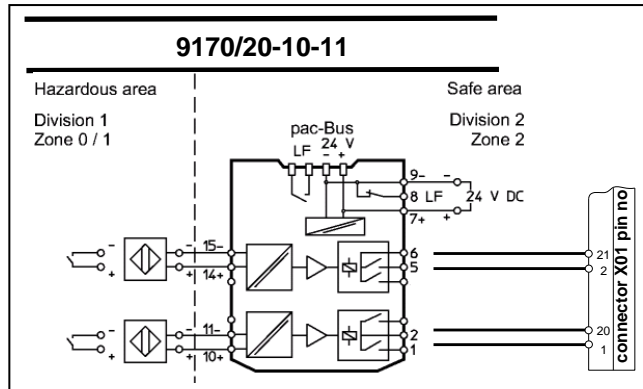 9170/20-10-11
Hazardous area
Safe area
Division 1
Zone 0 / 1
Division 2
Zone 2
pac-Bus
LF 24 V
- +
9- -
8 LF 24 V DC
7+ +
- - 15-
+ + 14+
6
5
21
2
- - 11-
+ + 10+
2
1
20
1
connector X01 pin no